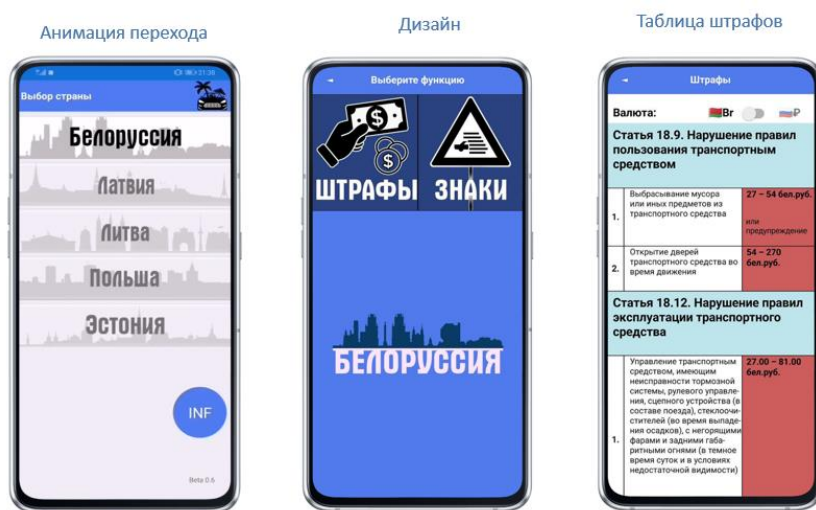 Анимация перехода
Дизайн
Таблица штрафов
21:38
Выбор страны
Белоруссия
Латвия
Литва
Польша
Эстония
INF
Beta 0.6
Выберите функцию
ШТРАФЫ
ЗНАКИ
БЕЛОРУССИЯ
Штрафы
Валюта:
Br
₽
Статья 18.9. Нарушение правил
пользования транспортным
средством
1.
Выбрасывание мусора
или иных предметов из
транспортного средства
27 – 54 бел.руб.
или
предупреждение
2.
Открытие дверей
транспортного средства во
время движения
54 – 270
бел.руб.
Статья 18.12. Нарушение правил
эксплуатации транспортного
средства
1.
Управление транспортным
средством, имеющим
неисправности тормозной
системы, рулевого управле-
ния, сцепного устройства (в
составе поезда), стеклоочи-
стителей (во время выпаде-
ния осадков), с негорящими
фарами и задними габа-
ритными огнями (в темное
время суток и в условиях
недостаточной видимости)
27.00 – 81.00
бел.руб.